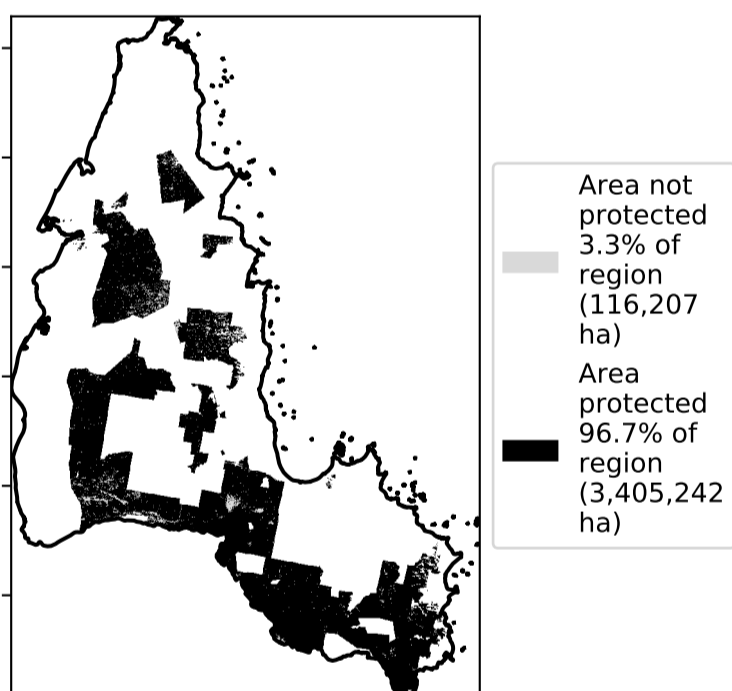 Area not
protected
3.3% of
region
(116,207
ha)
Area
protected
96.7% of
region
(3,405,242
ha)